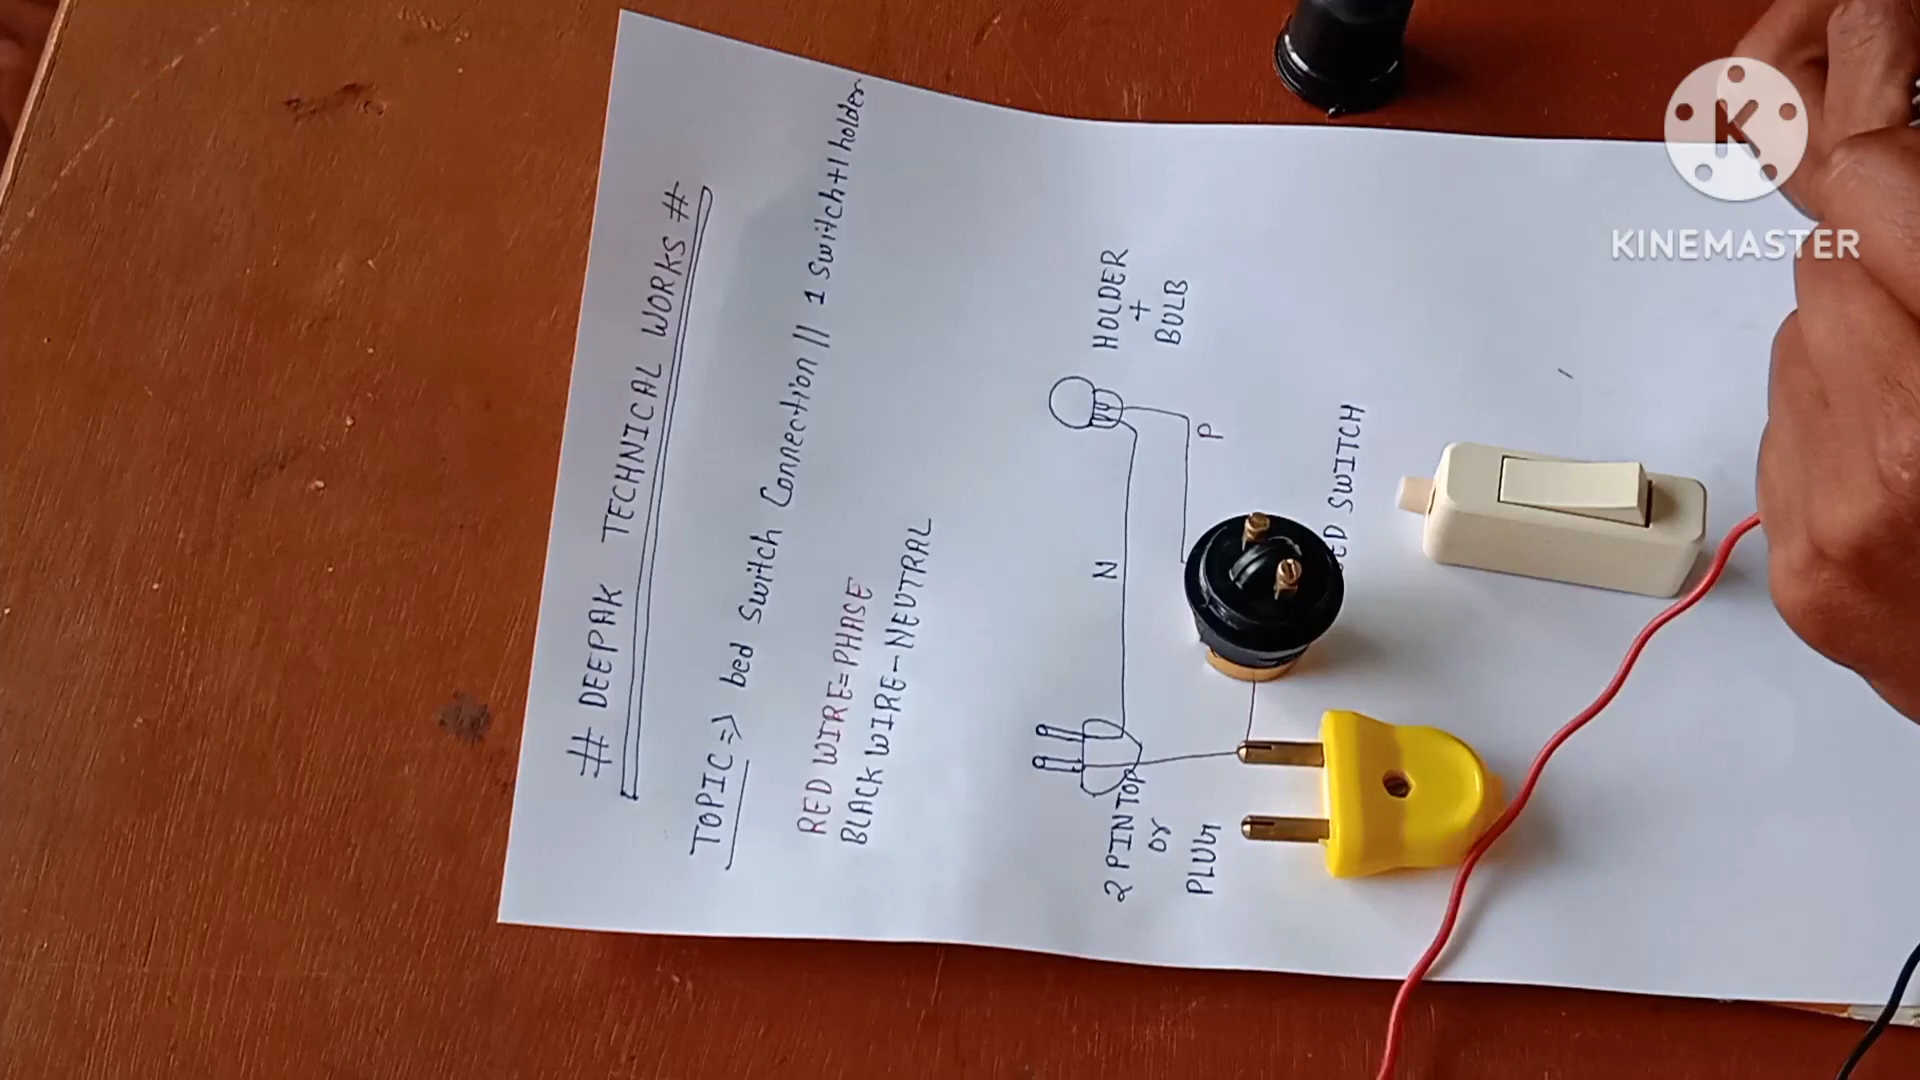 # DEEPAK TECHNICAL WORKS #
TOPIC => bed Switch Connection // 1 Switch+1 holder
RED WIRE=PHASE
BLACK WIRE-NEUTRAL
HOLDER
+
BULB
N
P
2 PIN TOP
or
PLUG
SWITCH
K
KINEMASTER